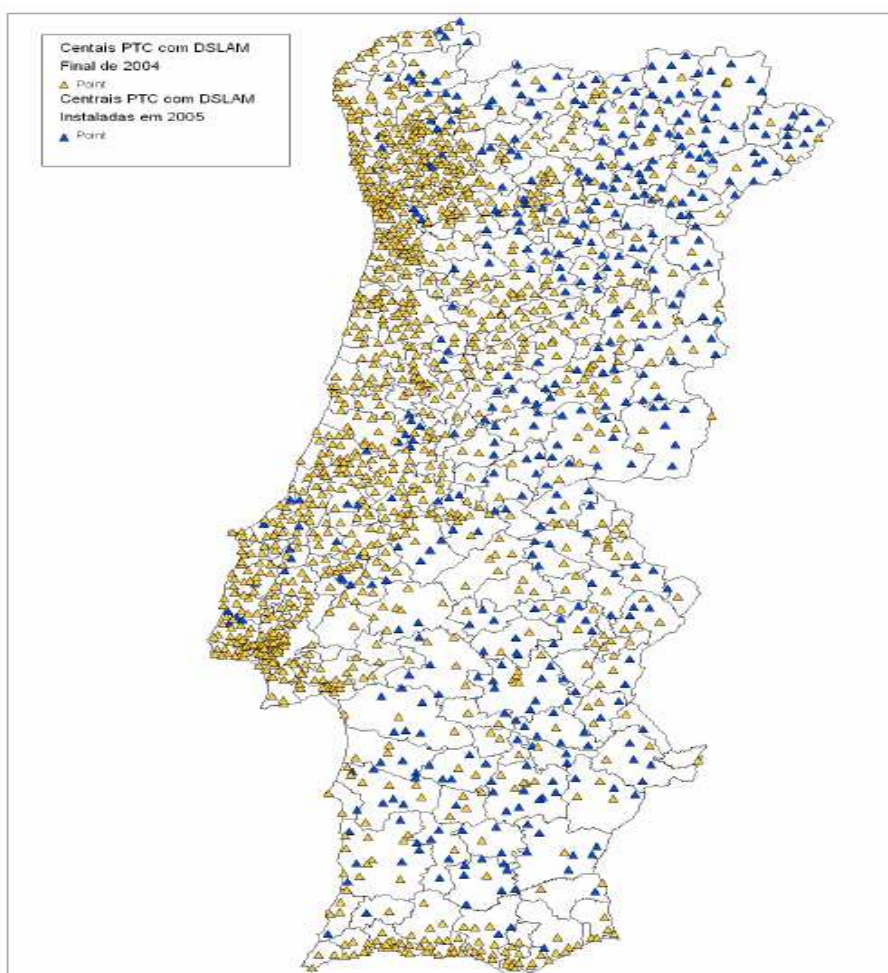 Centais PTC com DSLAM
Final de 2004
Point
Centrais PTC com DSLAM
Instaladas em 2005
Point